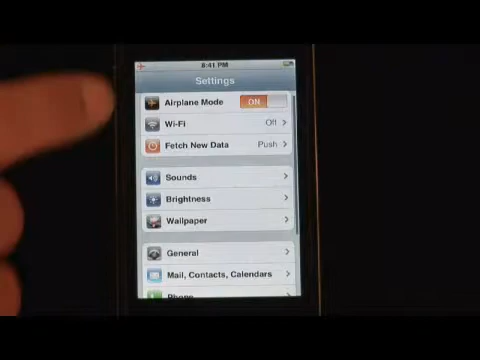 8:41 PM
Settings
Airplane Mode ON
Wi-Fi Off
Fetch New Data Push
Sounds
Brightness
Wallpaper
General
Mail, Contacts, Calendars
Phone